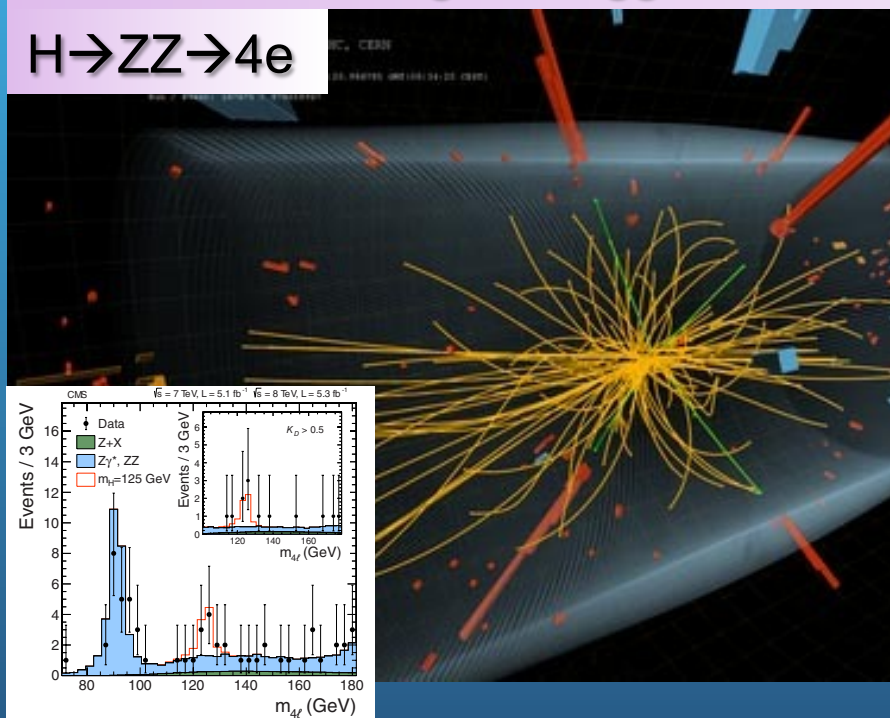 H→ZZ→4e
CERN
CMS √s = 7 TeV, L = 5.1 fb⁻¹ √s = 8 TeV, L = 5.3 fb⁻¹
Events / 3 GeV
16
14
12
10
8
6
4
2
0
Data
Z+X
Zγ*, ZZ
m_H=125 GeV
Events / 3 GeV
6
5
4
3
2
1
0
K_D > 0.5
120 140 160
m_4ℓ (GeV)
80 100 120 140 160 180
m_4ℓ (GeV)